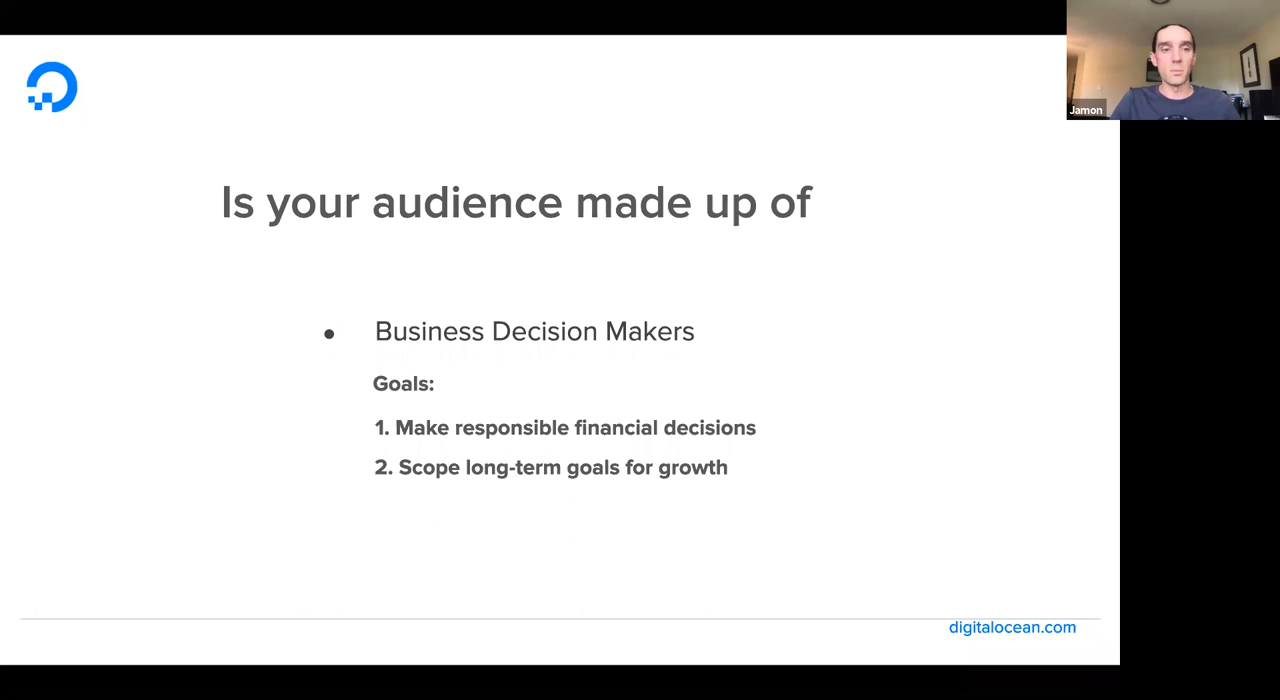 Jamon
Is your audience made up of
● Business Decision Makers
Goals:
1. Make responsible financial decisions
2. Scope long-term goals for growth
digitalocean.com